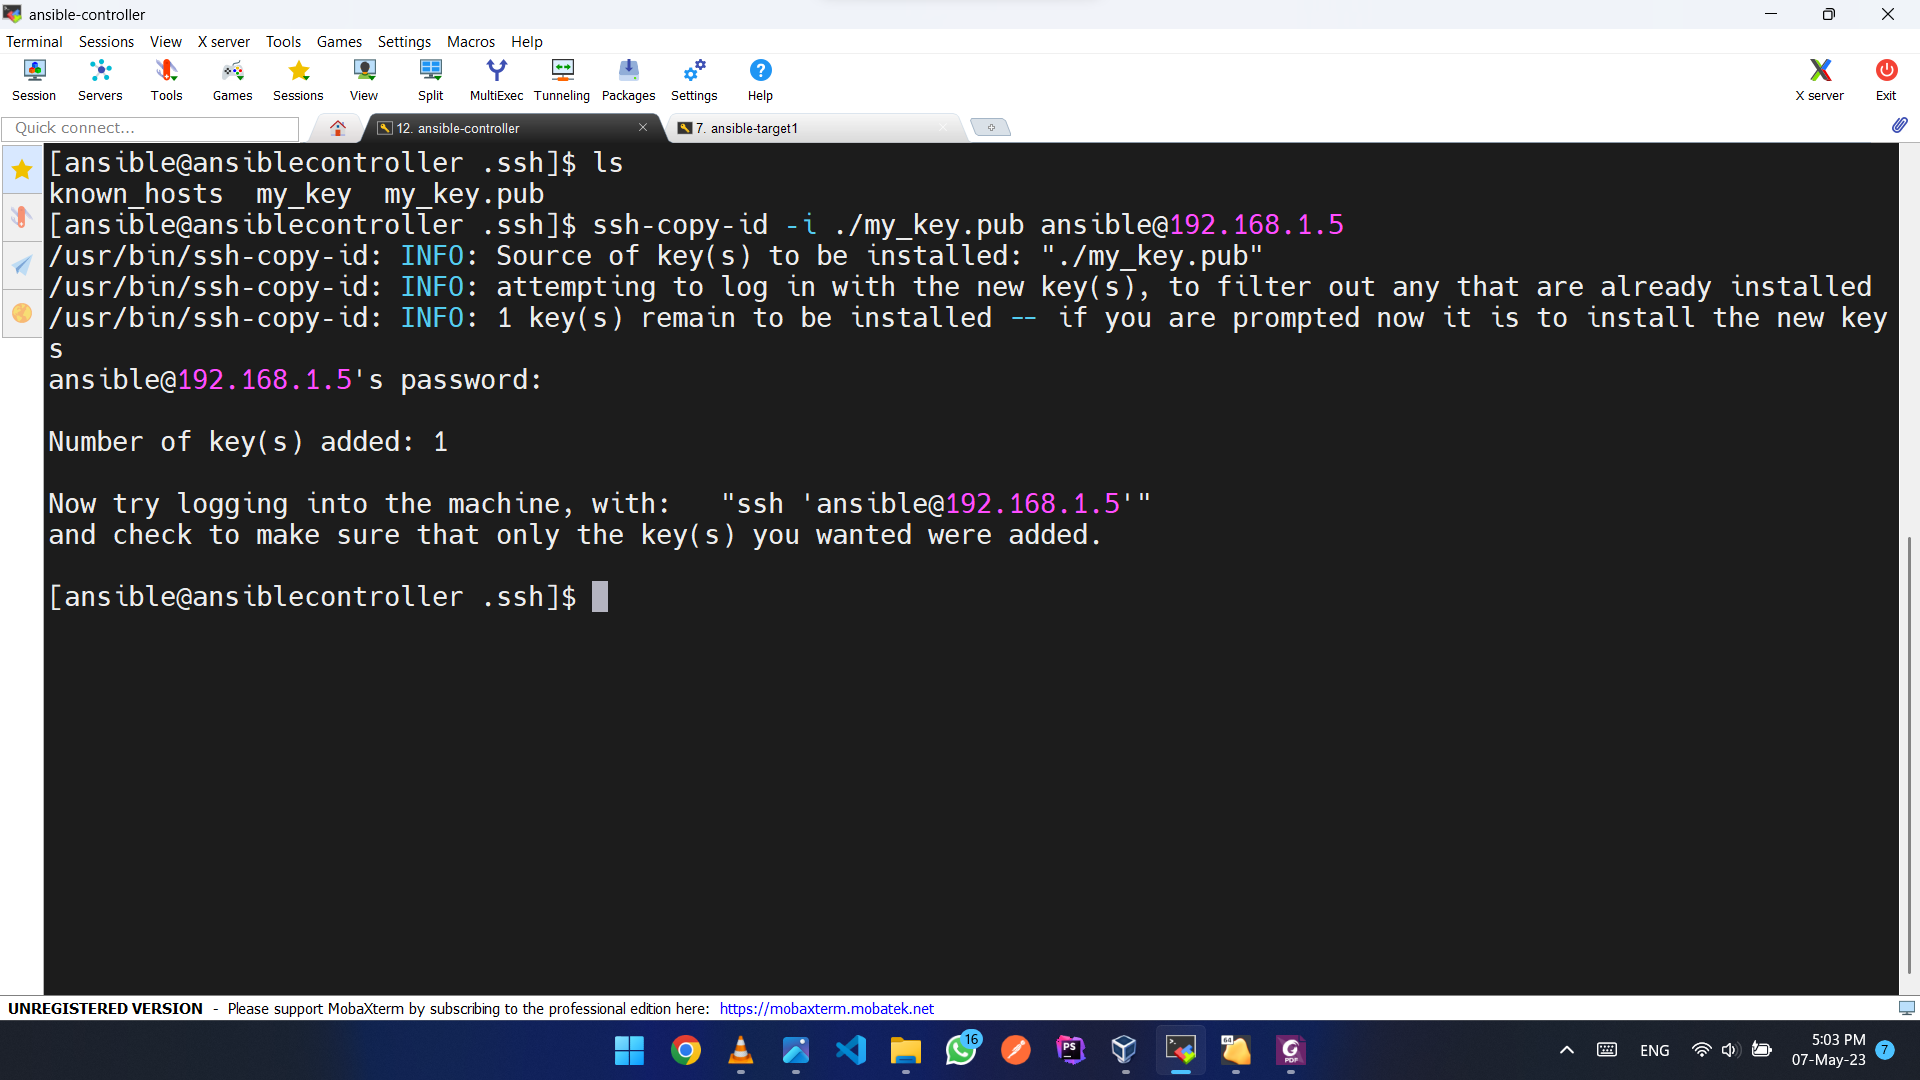 ansible-controller
Terminal Sessions View X server Tools Games Settings Macros Help
Session Servers Tools Games Sessions View Split MultiExec Tunneling Packages Settings Help X server Exit
Quick connect... 12. ansible-controller 7. ansible-target1
[ansible@ansiblecontroller .ssh]$ ls
known_hosts  my_key  my_key.pub
[ansible@ansiblecontroller .ssh]$ ssh-copy-id -i ./my_key.pub ansible@192.168.1.5
/usr/bin/ssh-copy-id: INFO: Source of key(s) to be installed: "./my_key.pub"
/usr/bin/ssh-copy-id: INFO: attempting to log in with the new key(s), to filter out any that are already installed
/usr/bin/ssh-copy-id: INFO: 1 key(s) remain to be installed -- if you are prompted now it is to install the new key
s
ansible@192.168.1.5's password:
Number of key(s) added: 1
Now try logging into the machine, with:   "ssh 'ansible@192.168.1.5'"
and check to make sure that only the key(s) you wanted were added.
[ansible@ansiblecontroller .ssh]$
UNREGISTERED VERSION - Please support MobaXterm by subscribing to the professional edition here: https://mobaxterm.mobatek.net
16 PS 64 PDF ENG 5:03 PM 7
07-May-23